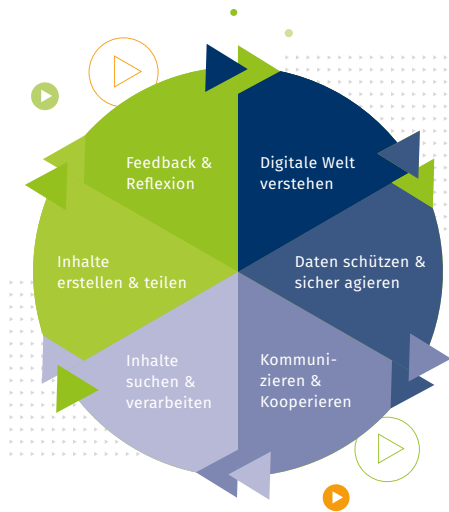 Feedback &
Reflexion
Digitale Welt
verstehen
Inhalte
erstellen & teilen
Daten schützen &
sicher agieren
Inhalte
suchen &
verarbeiten
Kommuni-
zieren &
Kooperieren